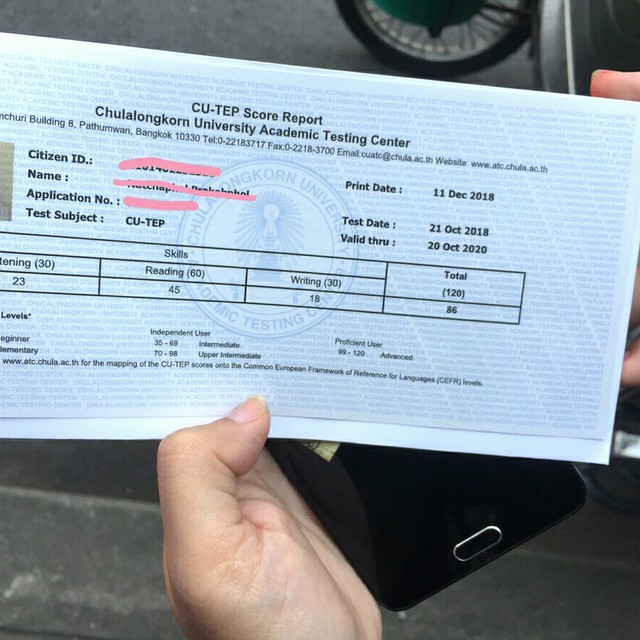 CU-TEP Score Report
Chulalongkorn University Academic Testing Center
Building 8, Pathumwan, Bangkok 10330 Tel:0-22183717 Fax:0-2218-3700 Email:cuatc@chula.ac.th Website: www.atc.chula.ac.th
Citizen ID.:
Name :
Application No. :
Test Subject : CU-TEP
Print Date : 11 Dec 2018
Test Date : 21 Oct 2018
Valid thru : 20 Oct 2020
Skills
tening (30) Reading (60) Writing (30) Total (120)
23 45 18 86
Levels*
eginner Independent User Proficient User
lementary 35 - 69 Intermediate 99 - 120 Advanced
70 - 98 Upper Intermediate
www.atc.chula.ac.th for the mapping of the CU-TEP scores onto the Common European Framework of Reference for Languages (CEFR) levels.
CHULALONGKORN UNIVERSITY
ACADEMIC TESTING CENTER